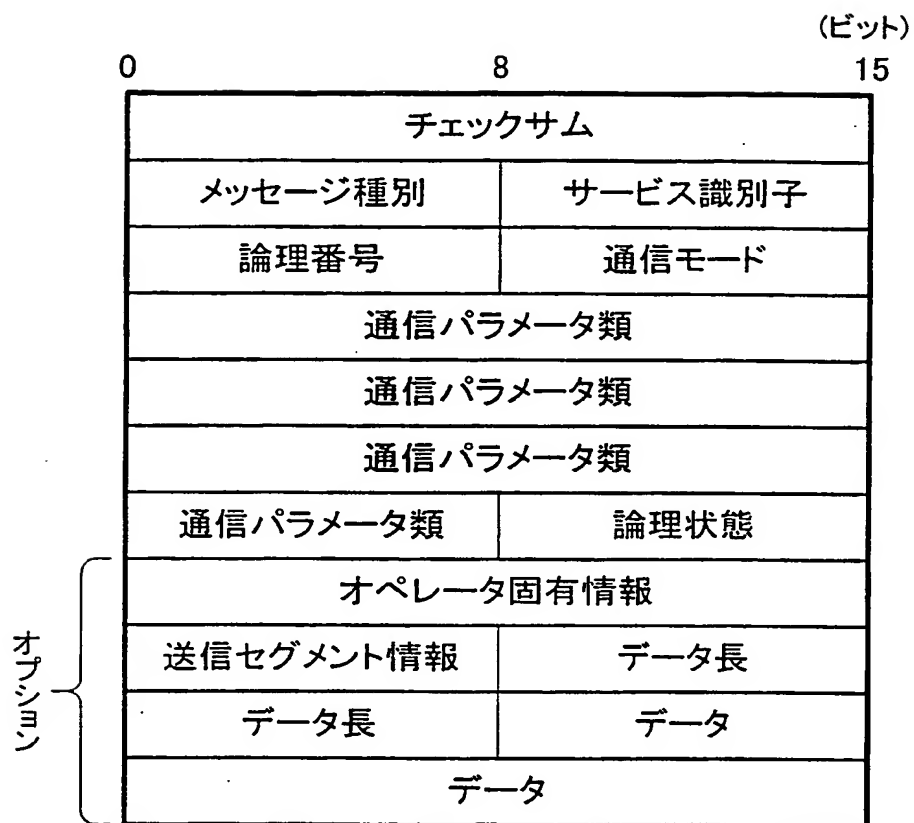 (ビット)
0 8 15
チェックサム
メッセージ種別 サービス識別子
論理番号 通信モード
通信パラメータ類
通信パラメータ類
通信パラメータ類
通信パラメータ類 論理状態
オプション
オペレータ固有情報
送信セグメント情報 データ長
データ長 データ
データ